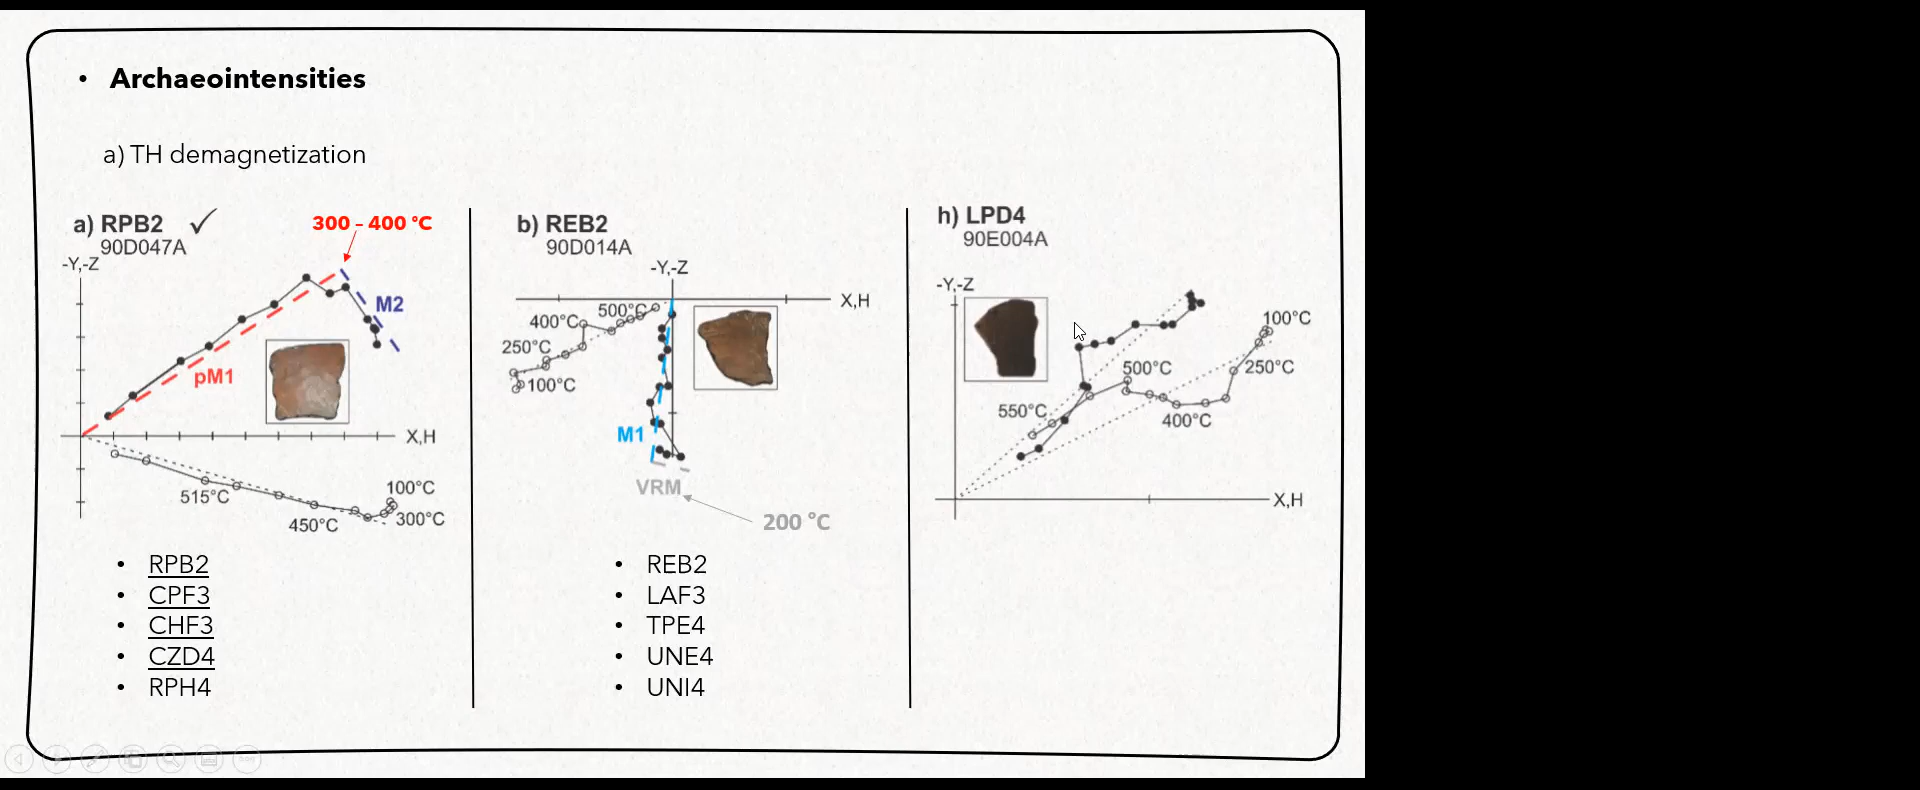 • Archaeointensities
a) TH demagnetization
a) RPB2 ✓
90D047A
300 – 400 °C
-Y,-Z
M2
pM1
X,H
100°C
515°C
300°C
450°C
• RPB2
• CPF3
• CHF3
• CZD4
• RPH4
b) REB2
90D014A
-Y,-Z
X,H
500°C
400°C
250°C
100°C
M1
VRM
200 °C
• REB2
• LAF3
• TPE4
• UNE4
• UNI4
h) LPD4
90E004A
-Y,-Z
100°C
500°C
250°C
550°C
400°C
X,H